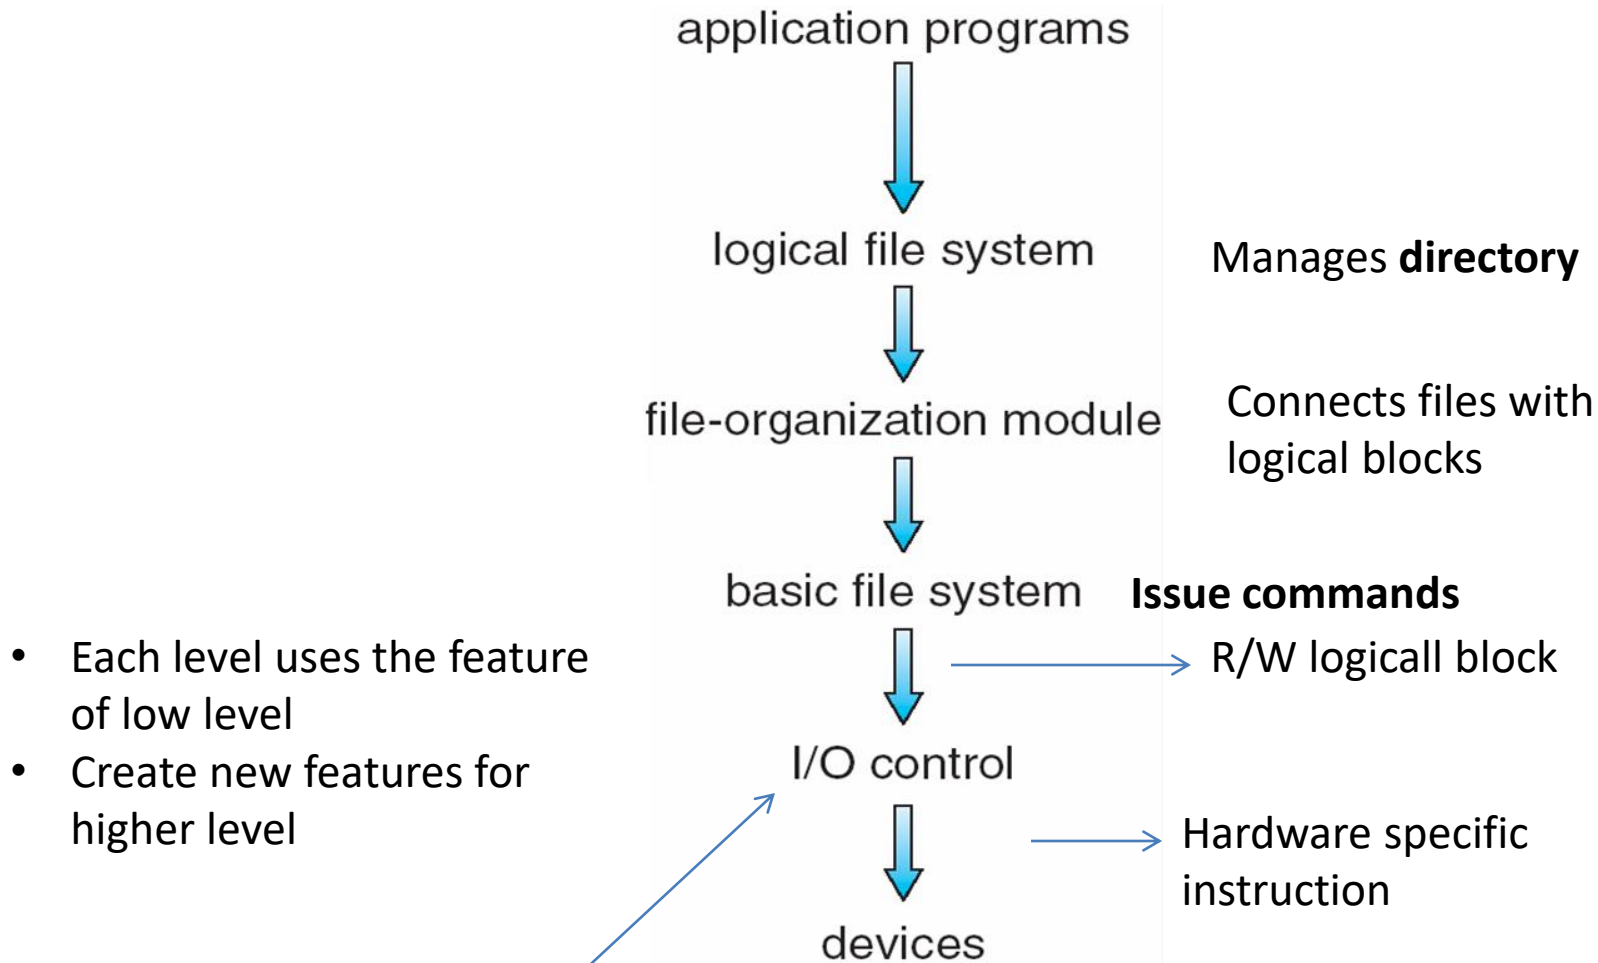 application programs
logical file system
Manages directory
file-organization module
Connects files with
logical blocks
basic file system
Issue commands
R/W logicall block
• Each level uses the feature
of low level
• Create new features for
higher level
I/O control
Hardware specific
instruction
devices